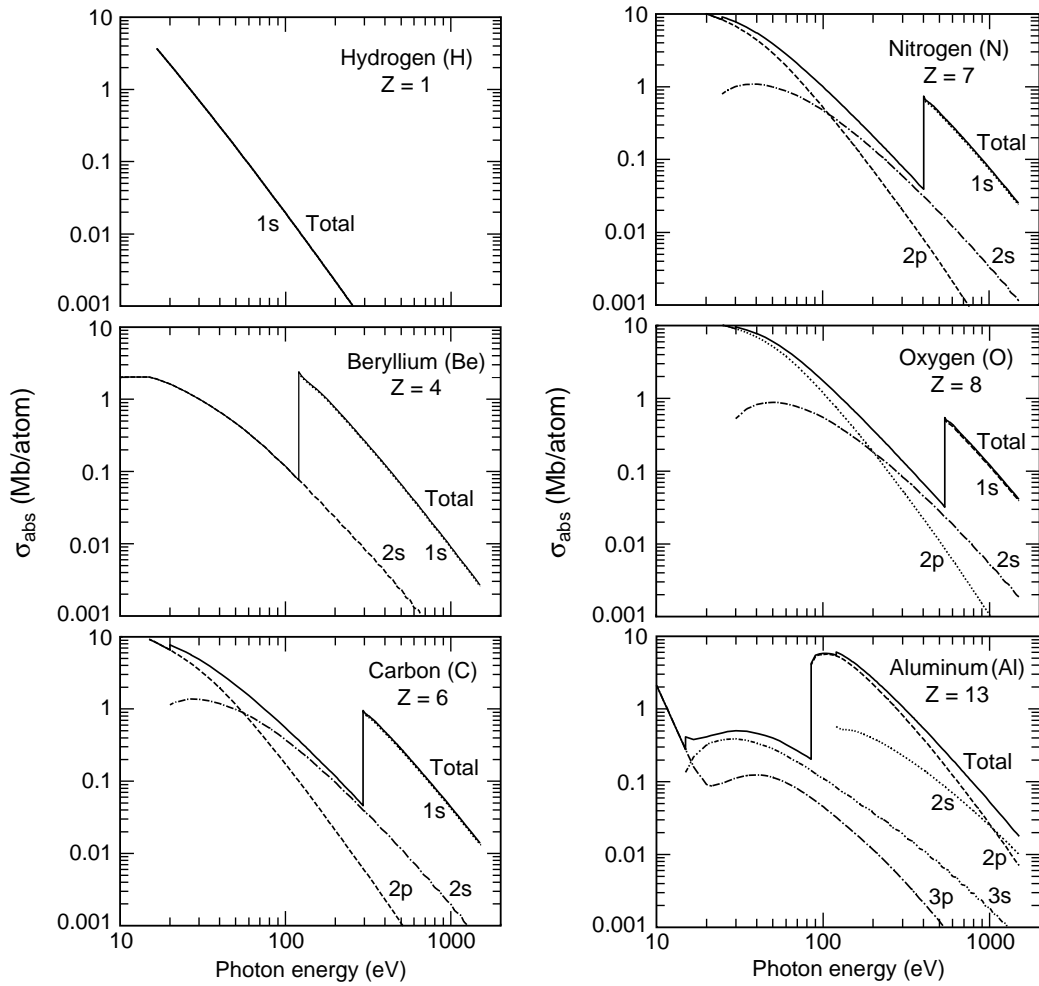 10
1
0.1
0.01
0.001
Hydrogen (H)
Z = 1
1s
Total
10
1
0.1
0.01
0.001
Beryllium (Be)
Z = 4
Total
2s
1s
σabs (Mb/atom)
10
1
0.1
0.01
0.001
Carbon (C)
Z = 6
Total
1s
2p
2s
10
100
1000
Photon energy (eV)
10
1
0.1
0.01
0.001
Nitrogen (N)
Z = 7
Total
1s
2p
2s
10
1
0.1
0.01
0.001
Oxygen (O)
Z = 8
Total
1s
2p
2s
σabs (Mb/atom)
10
1
0.1
0.01
0.001
Aluminum (Al)
Z = 13
Total
2s
2p
3p
3s
10
100
1000
Photon energy (eV)